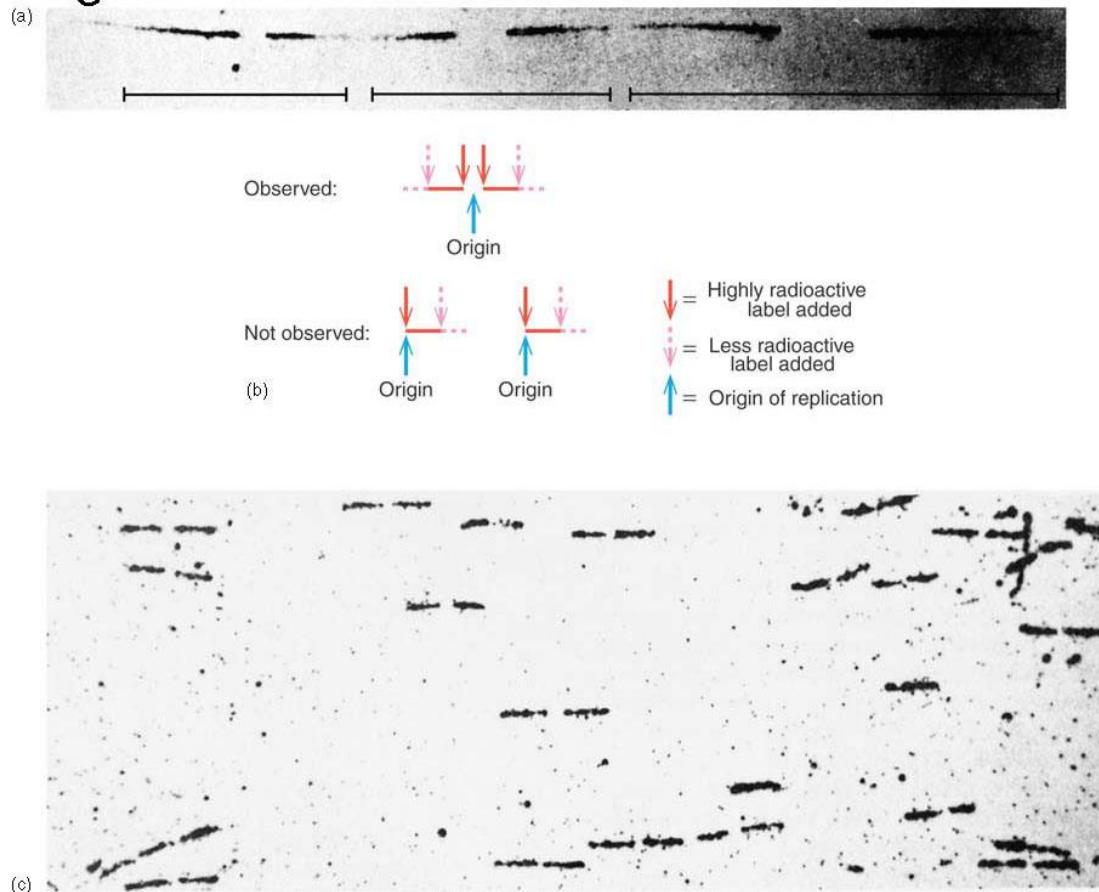 (a)
Observed:
Origin
Not observed:
Origin
Origin
(b)
= Highly radioactive
label added
= Less radioactive
label added
= Origin of replication
(c)